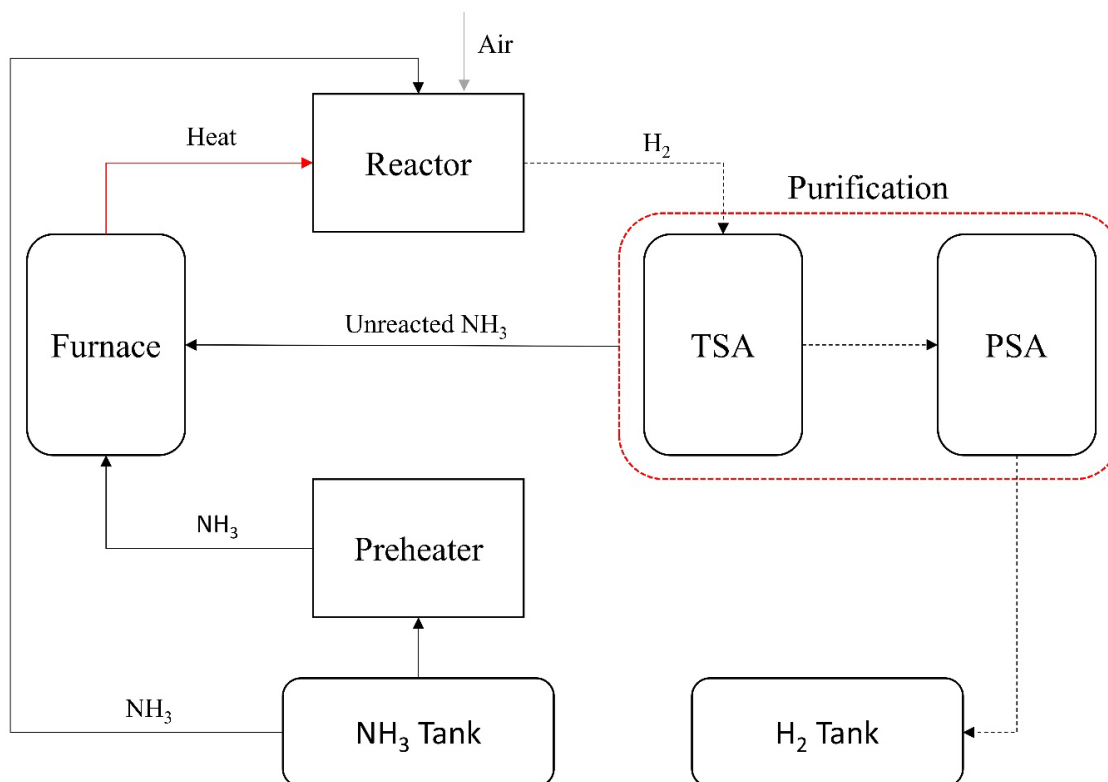 Air
Heat
Reactor
H₂
Purification
Furnace
Unreacted NH₃
TSA
PSA
NH₃
Preheater
NH₃
NH₃ Tank
H₂ Tank